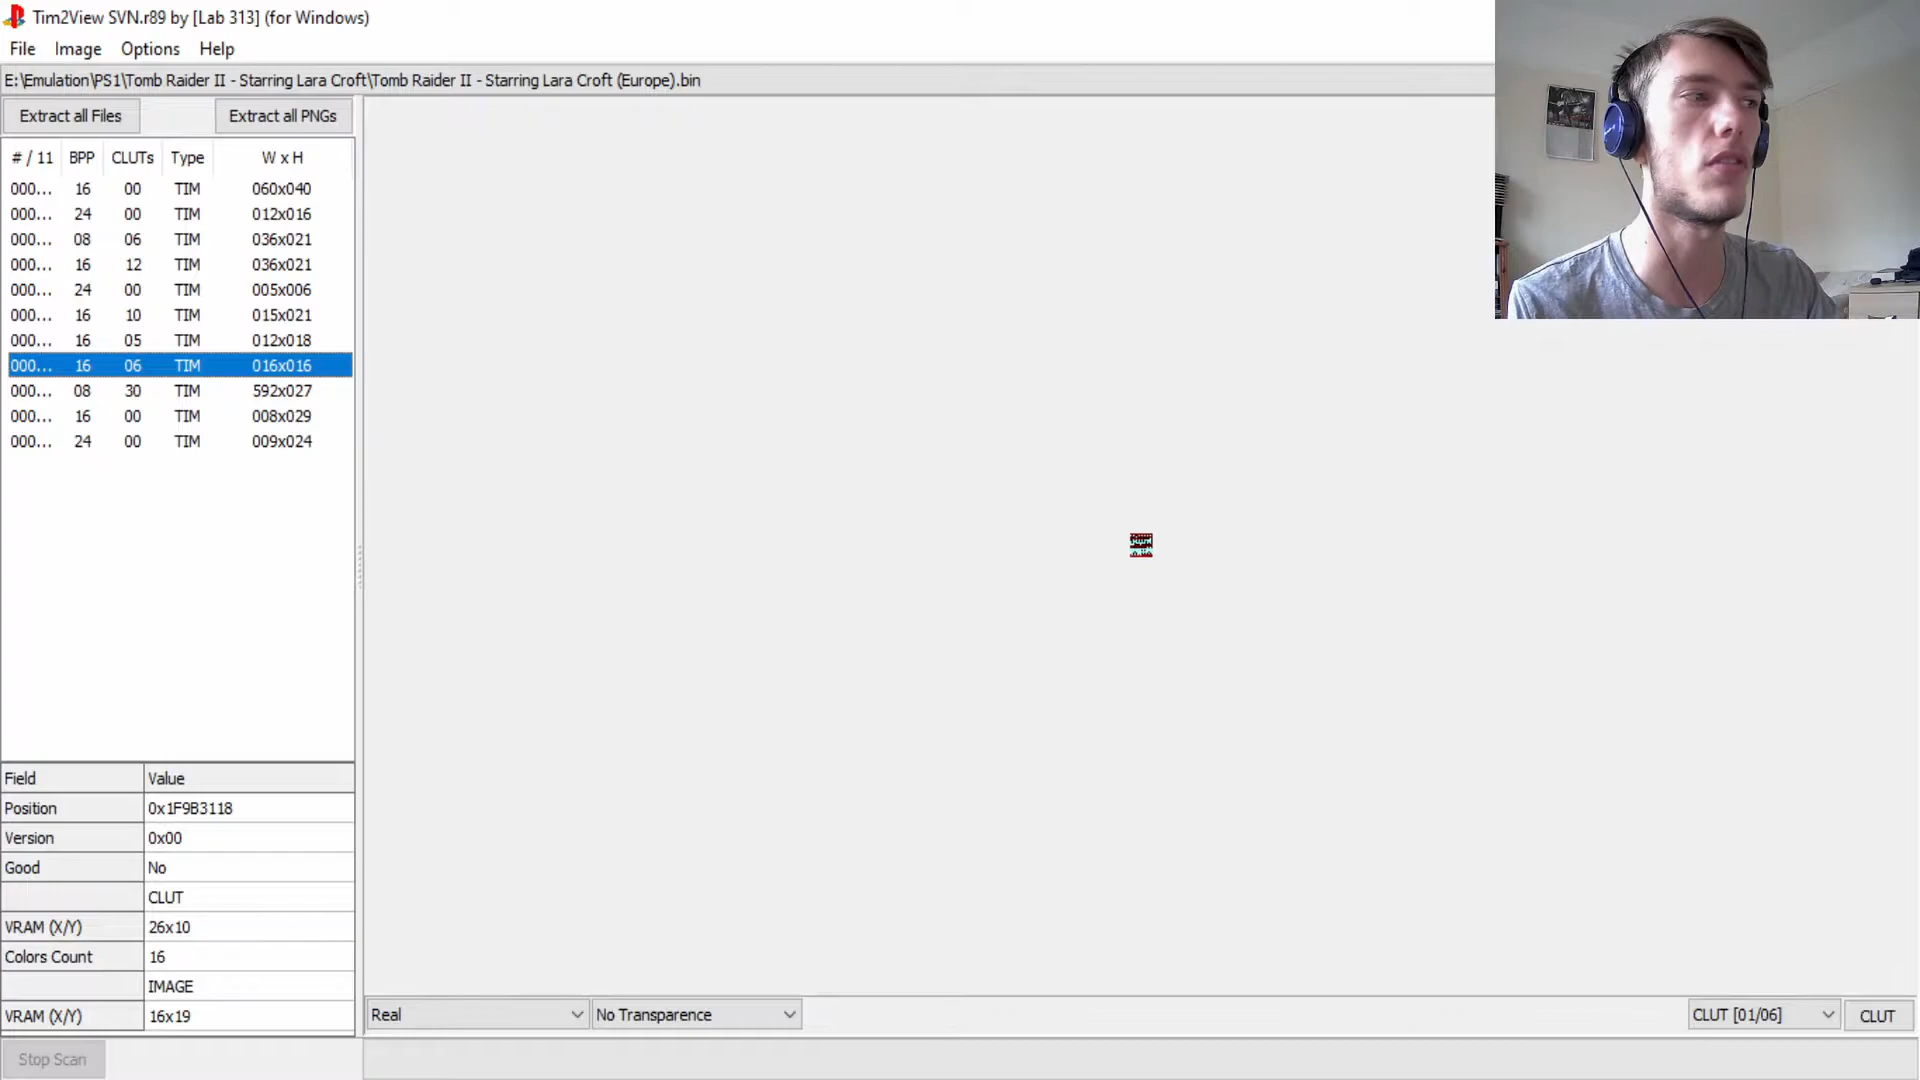 Tim2View SVN.r89 by [Lab 313] (for Windows)
File Image Options Help
E:\Emulation\PS1\Tomb Raider II - Starring Lara Croft\Tomb Raider II - Starring Lara Croft (Europe).bin
Extract all Files Extract all PNGs
# / 11 BPP CLUTs Type W x H
000... 16 00 TIM 060x040
000... 24 00 TIM 012x016
000... 08 06 TIM 036x021
000... 16 12 TIM 036x021
000... 24 00 TIM 005x006
000... 16 10 TIM 015x021
000... 16 05 TIM 012x018
000... 16 06 TIM 016x016
000... 08 30 TIM 592x027
000... 16 00 TIM 008x029
000... 24 00 TIM 009x024
Field Value
Position 0x1F9B3118
Version 0x00
Good No
CLUT
VRAM (X/Y) 26x10
Colors Count 16
IMAGE
VRAM (X/Y) 16x19
Real No Transparence CLUT [01/06] CLUT
Stop Scan